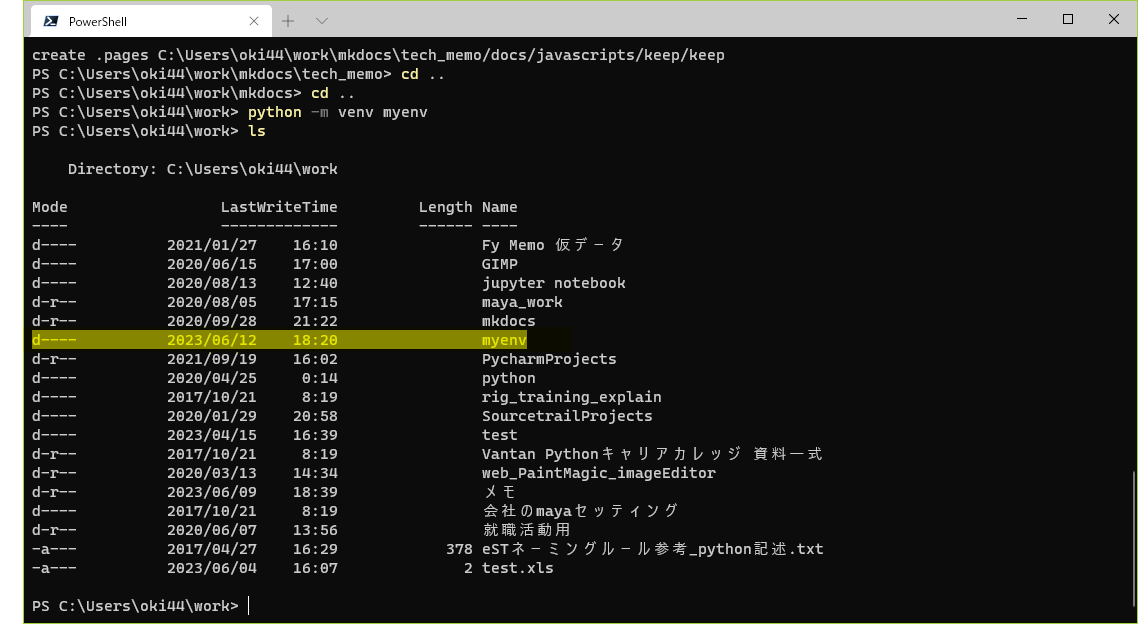 PowerShell
create .pages C:\Users\oki44\work\mkdocs\tech_memo/docs/javascripts/keep/keep
PS C:\Users\oki44\work\mkdocs\tech_memo> cd ..
PS C:\Users\oki44\work\mkdocs> cd ..
PS C:\Users\oki44\work> python -m venv myenv
PS C:\Users\oki44\work> ls
Directory: C:\Users\oki44\work
Mode LastWriteTime Length Name
---- ------------- ------ ----
d---- 2021/01/27 16:10 Fy Memo 仮データ
d---- 2020/06/15 17:00 GIMP
d---- 2020/08/13 12:40 jupyter notebook
d-r-- 2020/08/05 17:15 maya_work
d-r-- 2020/09/28 21:22 mkdocs
d---- 2023/06/12 18:20 myenv
d-r-- 2021/09/19 16:02 PycharmProjects
d---- 2020/04/25 0:14 python
d---- 2017/10/21 8:19 rig_training_explain
d---- 2020/01/29 20:58 SourcetrailProjects
d---- 2023/04/15 16:39 test
d-r-- 2017/10/21 8:19 Vantan Pythonキャリアカレッジ 資料一式
d---- 2020/03/13 14:34 web_PaintMagic_imageEditor
d-r-- 2023/06/09 18:39 メモ
d---- 2017/10/21 8:19 会社のmayaセッティング
d-r-- 2020/06/07 13:56 就職活動用
-a--- 2017/04/27 16:29 378 eSTネーミングルール参考_python記述.txt
-a--- 2023/06/04 16:07 2 test.xls
PS C:\Users\oki44\work>